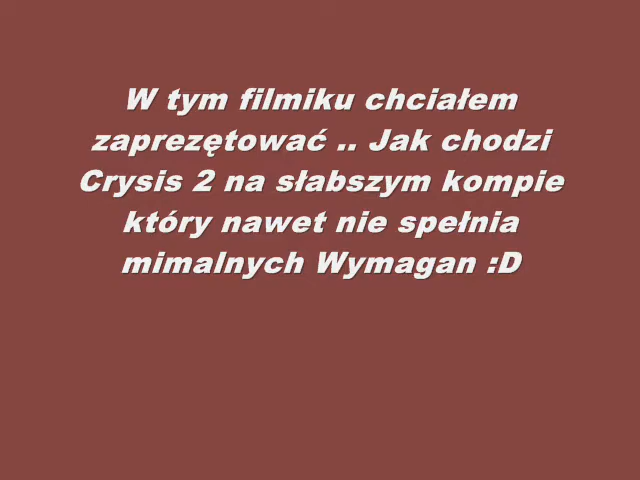 W tym filmiku chciałem
zaprezętować .. Jak chodzi
Crysis 2 na słabszym kompie
który nawet nie spełnia
mimalnych Wymagan :D